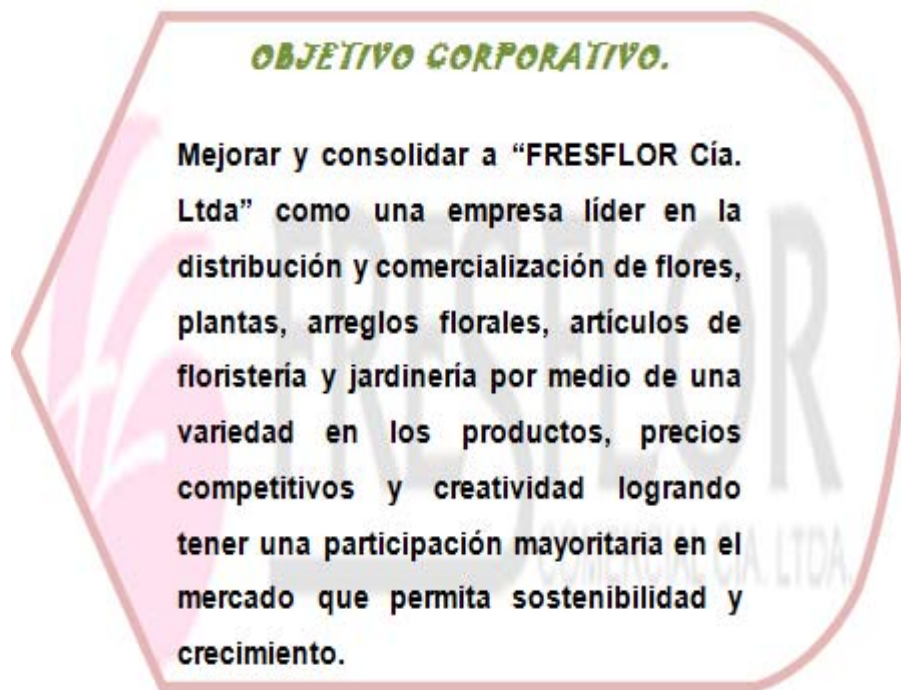 OBJETIVO CORPORATIVO.
Mejorar y consolidar a “FRESFLOR Cía.
Ltda” como una empresa líder en la
distribución y comercialización de flores,
plantas, arreglos florales, artículos de
floristería y jardinería por medio de una
variedad en los productos, precios
competitivos y creatividad logrando
tener una participación mayoritaria en el
mercado que permita sostenibilidad y
crecimiento.
FRESFLOR
COMERCIAL CIA. LTDA.